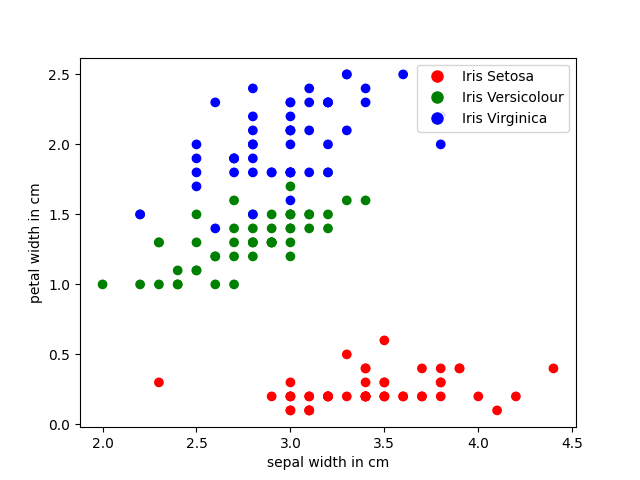 Iris Setosa
Iris Versicolour
Iris Virginica
2.5
2.0
1.5
1.0
0.5
0.0
petal width in cm
2.0 2.5 3.0 3.5 4.0 4.5
sepal width in cm